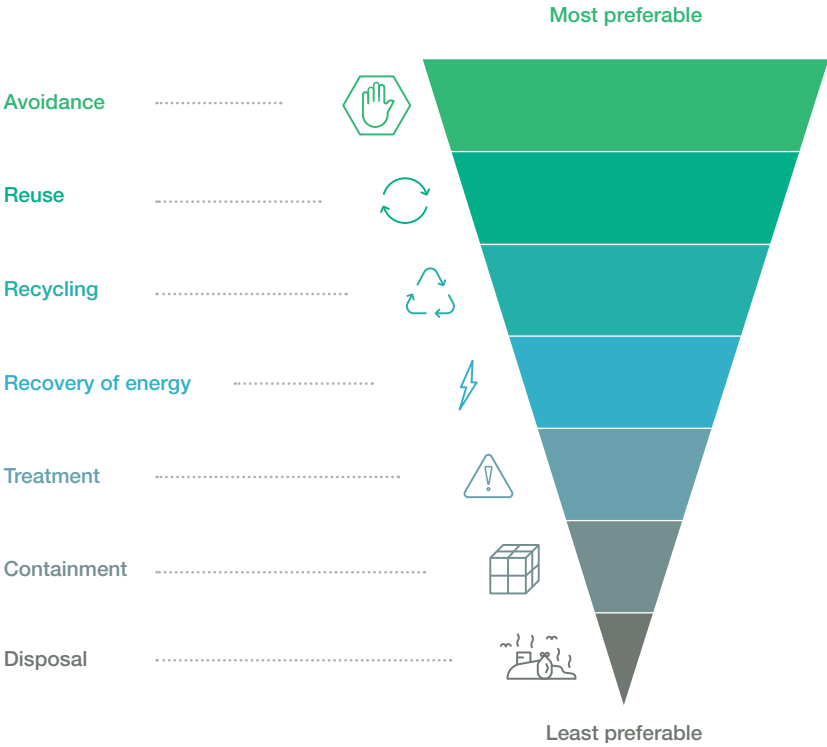 Most preferable
Avoidance
Reuse
Recycling
Recovery of energy
Treatment
Containment
Disposal
Least preferable